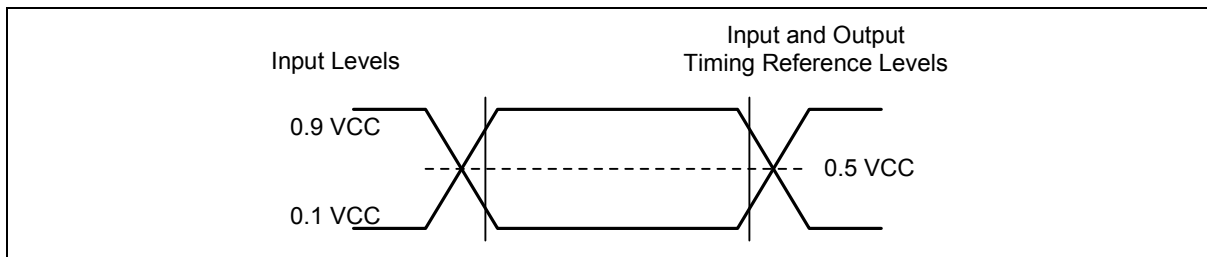 Input Levels
Input and Output
Timing Reference Levels
0.9 VCC
0.5 VCC
0.1 VCC